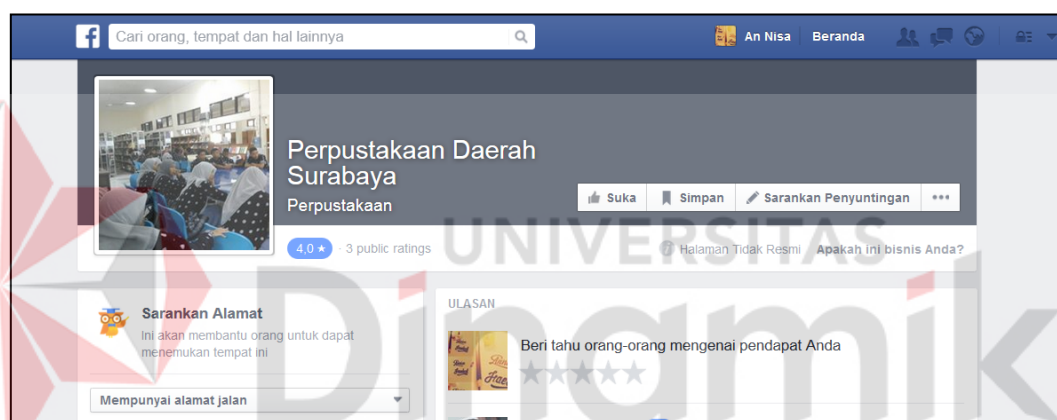 Cari orang, tempat dan hal lainnya
An Nisa Beranda
Perpustakaan Daerah
Surabaya
Perpustakaan
Suka Simpan Sarankan Penyuntingan
4,0 ★ · 3 public ratings
Halaman Tidak Resmi Apakah ini bisnis Anda?
UNIVERSITAS
Dinamik
Sarankan Alamat
Ini akan membantu orang untuk dapat
menemukan tempat ini
Mempunyai alamat jalan
ULASAN
Beri tahu orang-orang mengenai pendapat Anda